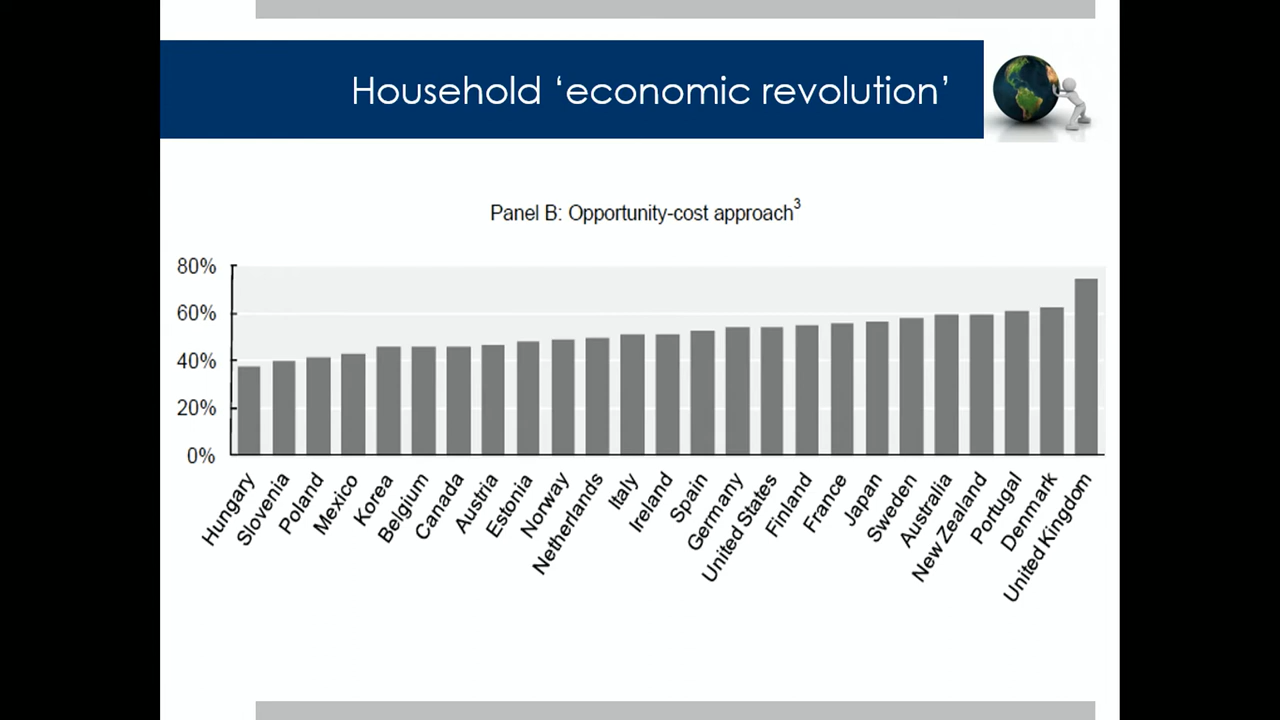 Household ‘economic revolution’
Panel B: Opportunity-cost approach³
80%
60%
40%
20%
0%
Hungary
Slovenia
Poland
Mexico
Korea
Belgium
Canada
Austria
Estonia
Norway
Netherlands
Italy
Ireland
Spain
Germany
United States
Finland
France
Japan
Sweden
Australia
New Zealand
Portugal
Denmark
United Kingdom